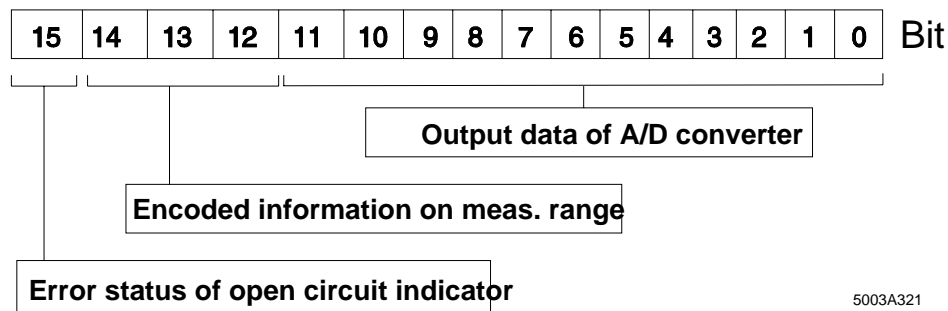 15 14 13 12 11 10 9 8 7 6 5 4 3 2 1 0 Bit
Output data of A/D converter
Encoded information on meas. range
Error status of open circuit indicator
5003A321